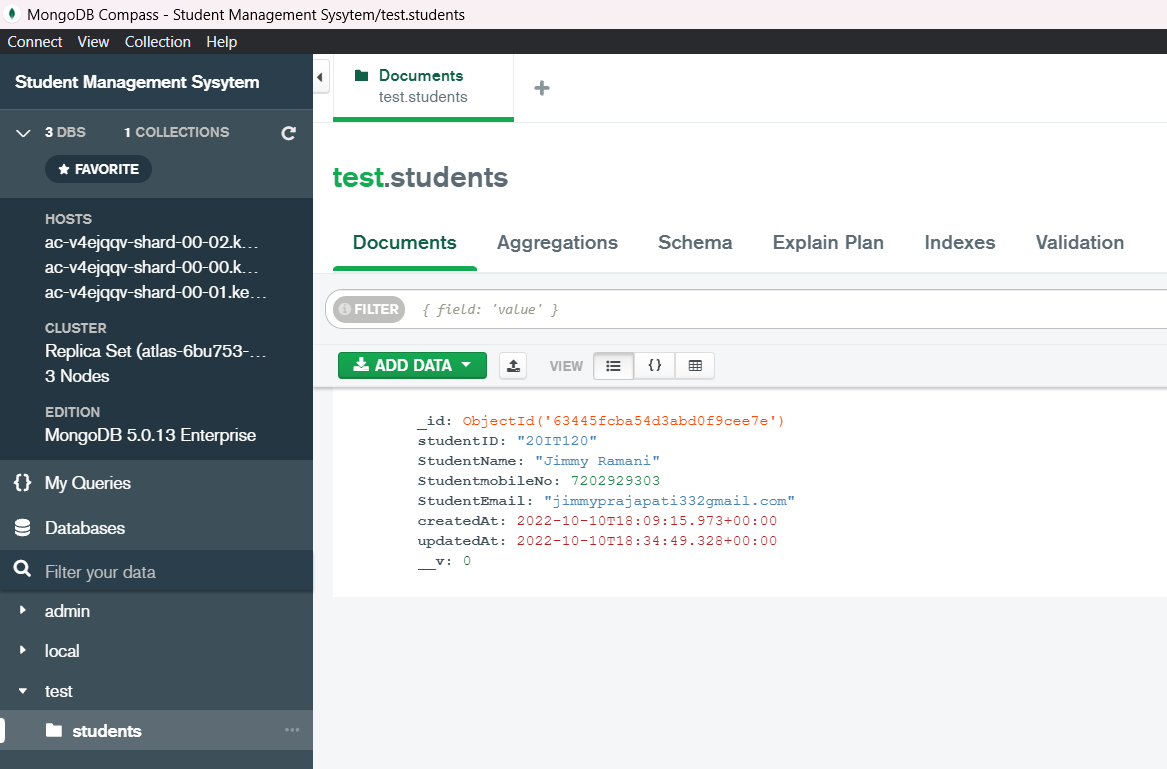 MongoDB Compass - Student Management Sysytem/test.students
Connect View Collection Help
Student Management Sysytem
3 DBS 1 COLLECTIONS
FAVORITE
HOSTS
ac-v4ejqqv-shard-00-02.k...
ac-v4ejqqv-shard-00-00.k...
ac-v4ejqqv-shard-00-01.ke...
CLUSTER
Replica Set (atlas-6bu753-...
3 Nodes
EDITION
MongoDB 5.0.13 Enterprise
{} My Queries
Databases
Filter your data
admin
local
test
students
Documents
test.students
test.students
Documents Aggregations Schema Explain Plan Indexes Validation
FILTER { field: 'value' }
ADD DATA VIEW {}
_id: ObjectId('63445fcba54d3abd0f9cee7e')
studentID: "20IT120"
StudentName: "Jimmy Ramani"
StudentmobileNo: 7202929303
StudentEmail: "jimmyprajapati332gmail.com"
createdAt: 2022-10-10T18:09:15.973+00:00
updatedAt: 2022-10-10T18:34:49.328+00:00
__v: 0